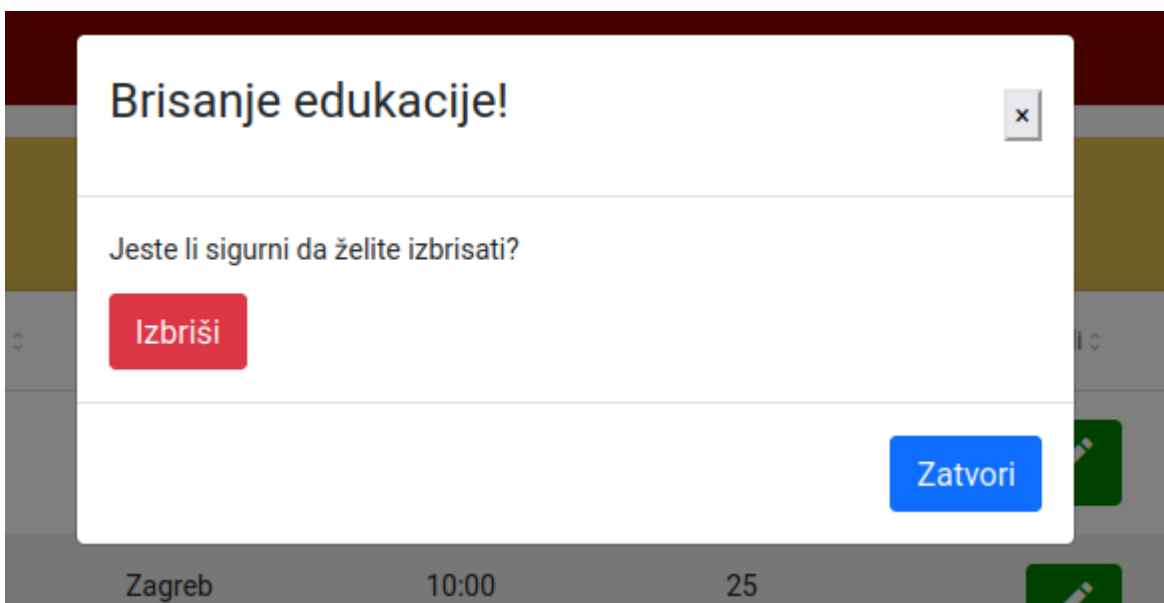 Brisanje edukacije!
×
Jeste li sigurni da želite izbrisati?
Izbriši
Zatvori
Zagreb 10:00 25